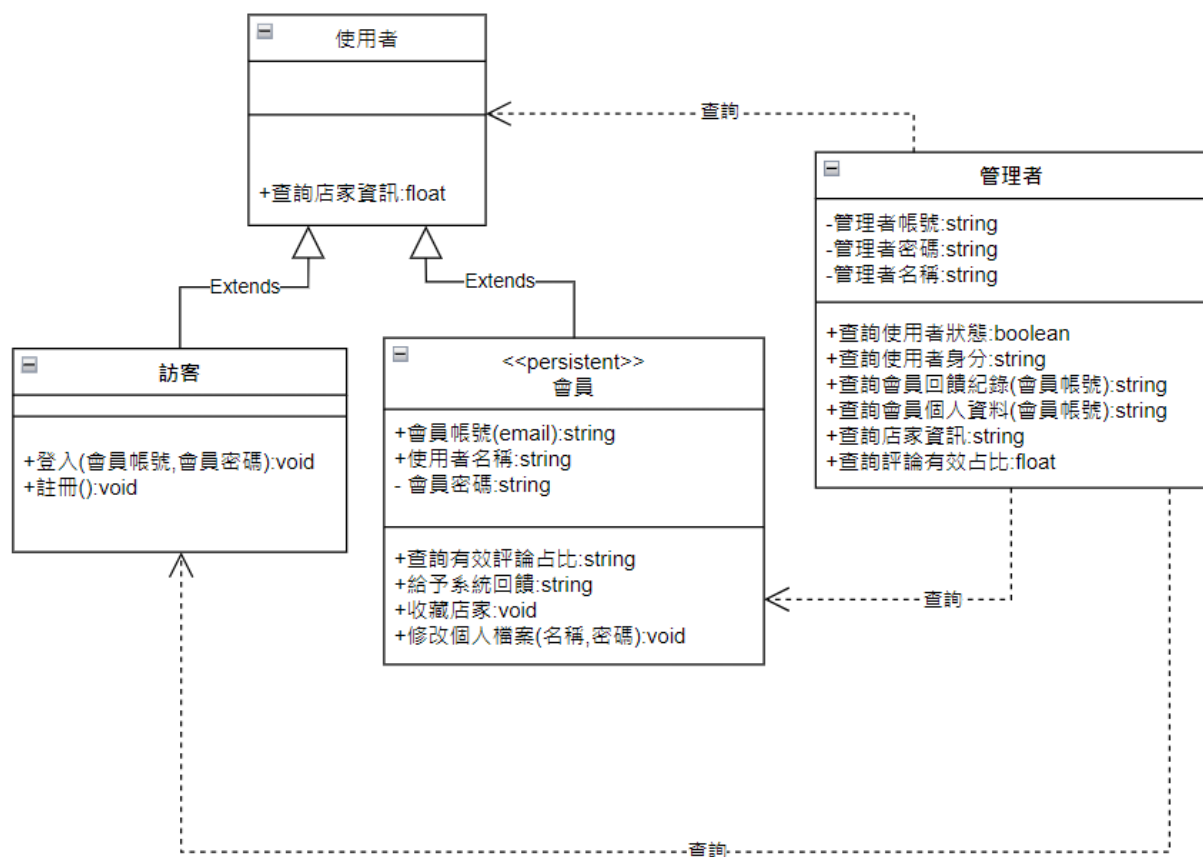 使用者
+查詢店家資訊:float
查詢
管理者
-管理者帳號:string
-管理者密碼:string
-管理者名稱:string
+查詢使用者狀態:boolean
+查詢使用者身分:string
+查詢會員回饋紀錄(會員帳號):string
+查詢會員個人資料(會員帳號):string
+查詢店家資訊:string
+查詢評論有效占比:float
Extends
Extends
訪客
+登入(會員帳號,會員密碼):void
+註冊():void
<<persistent>>
會員
+會員帳號(email):string
+使用者名稱:string
- 會員密碼:string
+查詢有效評論占比:string
+給予系統回饋:string
+收藏店家:void
+修改個人檔案(名稱,密碼):void
查詢
查詢